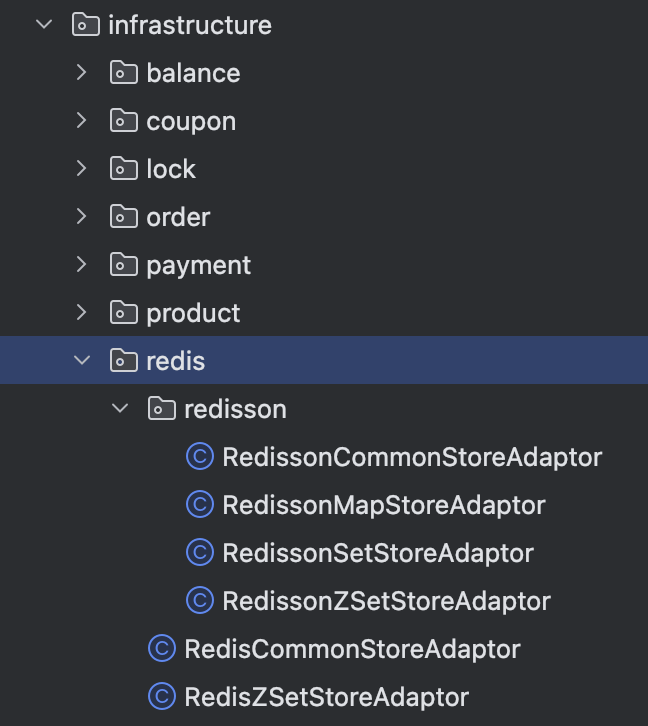 infrastructure
balance
coupon
lock
order
payment
product
redis
redisson
C RedissonCommonStoreAdaptor
C RedissonMapStoreAdaptor
C RedissonSetStoreAdaptor
C RedissonZSetStoreAdaptor
C RedisCommonStoreAdaptor
C RedisZSetStoreAdaptor